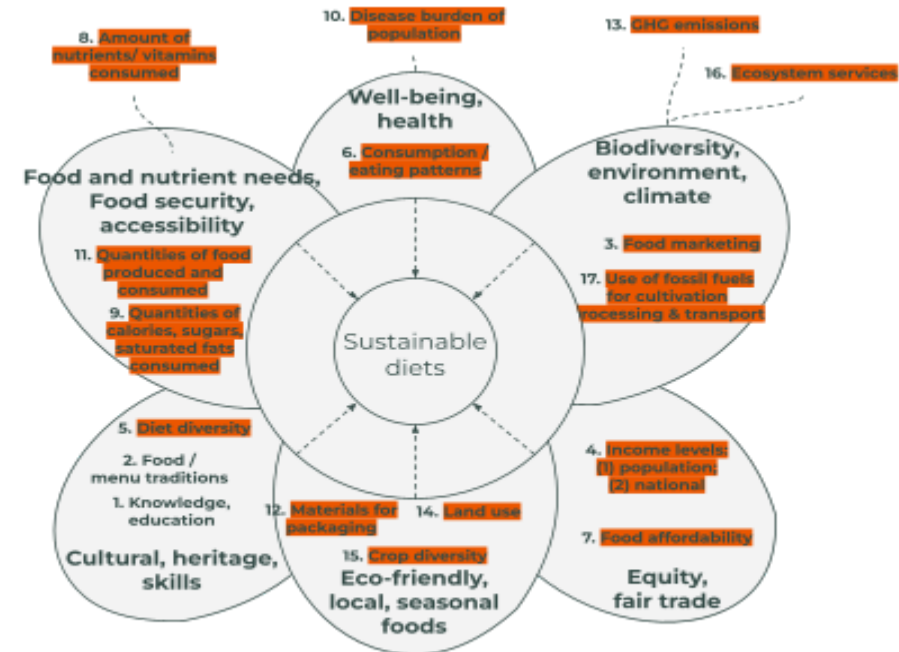 10. Disease burden of
population
13. GHG emissions
8. Amount of
nutrients/ vitamins
consumed
16. Ecosystem services
Well-being,
health
6. Consumption /
eating patterns
Biodiversity,
environment,
climate
3. Food marketing
17. Use of fossil fuels
for cultivation
rocessing & transport
Food and nutrient needs,
Food security,
accessibility
11. Quantities of food
produced and
consumed
9. Quantities of
calories, sugars,
saturated fats
consumed
Sustainable
diets
5. Diet diversity
2. Food /
menu traditions
1. Knowledge,
education
Cultural, heritage,
skills
12. Materials for
packaging
14. Land use
15. Crop diversity
Eco-friendly,
local, seasonal
foods
4. Income levels:
(1) population;
(2) national
7. Food affordability
Equity,
fair trade